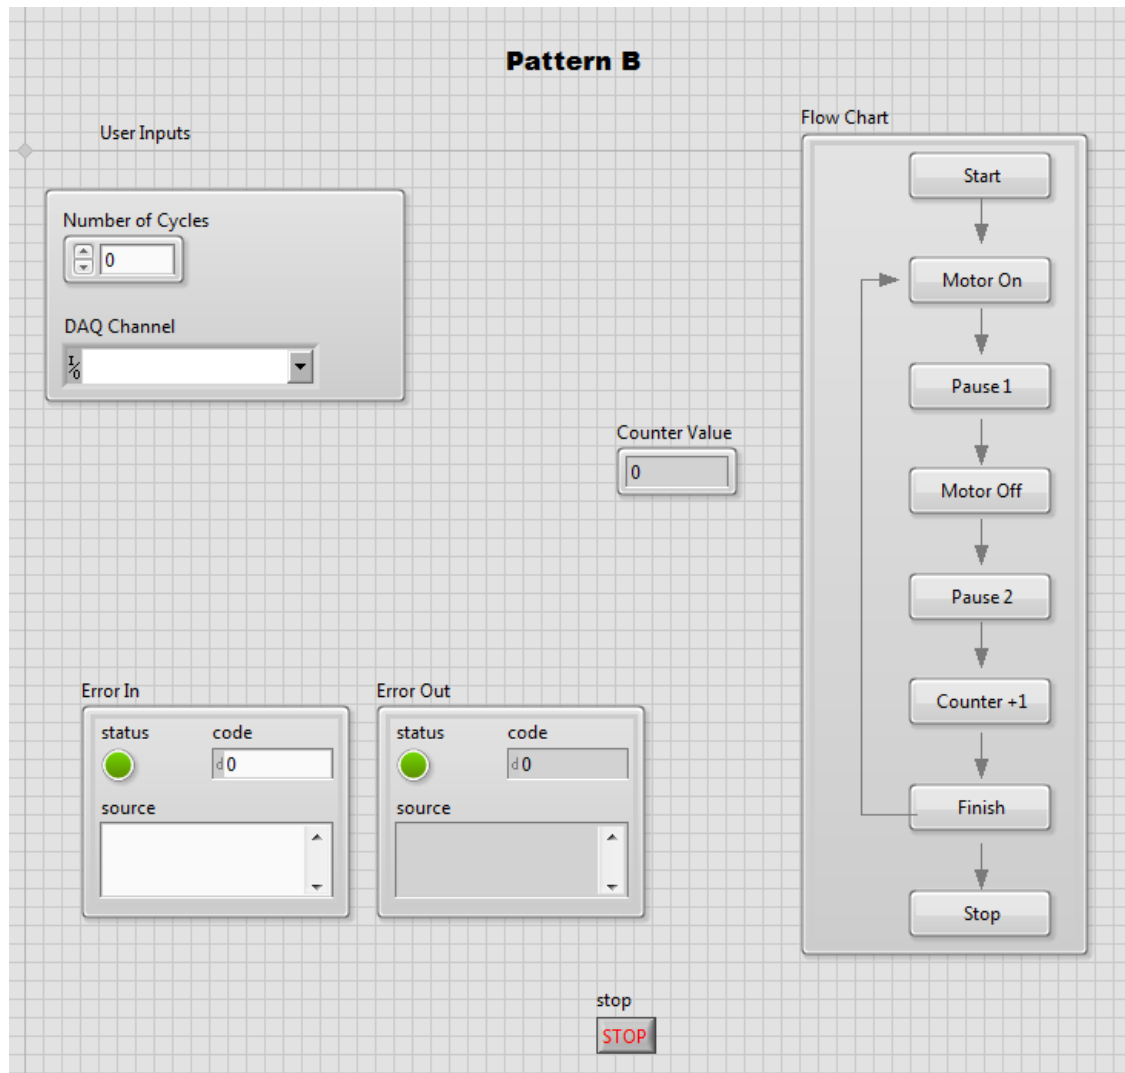 Pattern B
User Inputs
Number of Cycles
0
DAQ Channel
I/O
Counter Value
0
Error In
status
code
d 0
source
Error Out
status
code
d 0
source
stop
STOP
Flow Chart
Start
Motor On
Pause 1
Motor Off
Pause 2
Counter +1
Finish
Stop